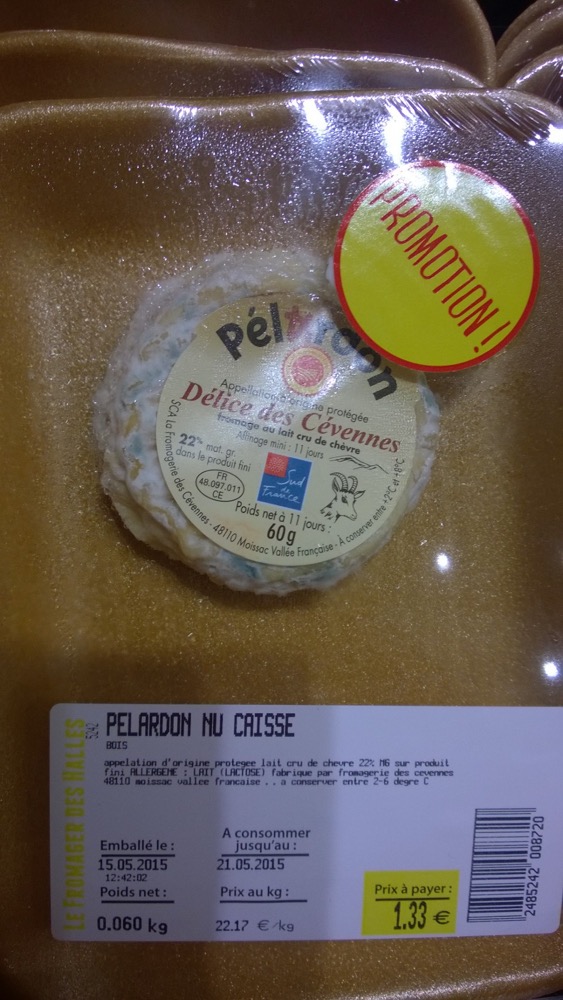 PROMOTION !
Pél
don
Appellation d'origine protégée
Délice des Cévennes
fromage au lait cru de chèvre
Affinage mini : 11 jours
22% mat. gr.
dans le produit fini
FR
48.097.011
CE
Sud
de
France
Poids net à 11 jours :
60g
SCA La fromagerie des Cévennes - 48110 Moissac Vallée Française - À conserver entre +2°C et +8°C
LE FROMAGER DES HALLES
5242
PELARDON NU CAISSE
BOIS
appelation d'origine protegee lait cru de chevre 22% MG sur produit
fini ALLERGENE : LAIT (LACTOSE) fabrique par fromagerie des cevennes
48110 moissac vallee francaise .. a conserver entre 2-6 degre C
Emballé le :
15.05.2015
12:42:02
A consommer
jusqu'au :
21.05.2015
Poids net :
0.060 kg
Prix au kg :
22.17 €/kg
Prix à payer :
1.33 €
2485242 008720